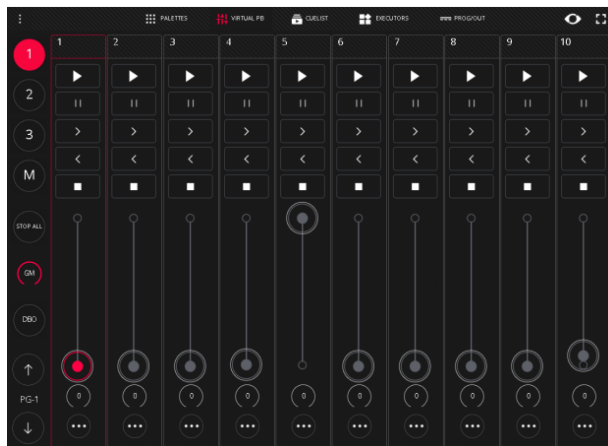 PALETTES VIRTUAL PB CUELIST EXECUTORS PROG/OUT
1 1 2 3 4 5 6 7 8 9 10
2
3
M
STOP ALL
GM
DBO
0 0 0 0 0 0 0 0 0 0
PG-1